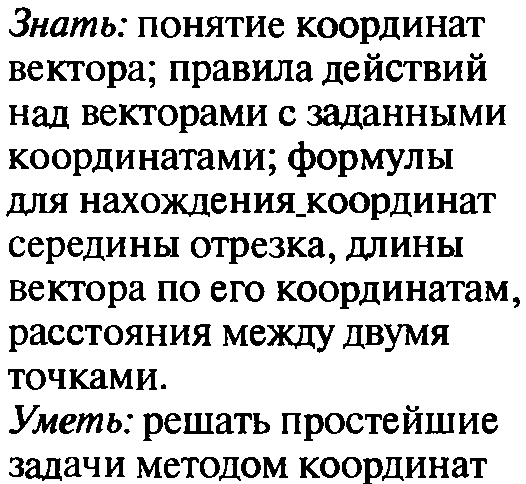 Знать: понятие координат
вектора; правила действий
над векторами с заданными
координатами; формулы
для нахождения_координат
середины отрезка, длины
вектора по его координатам,
расстояния между двумя
точками.
Уметь: решать простейшие
задачи методом координат